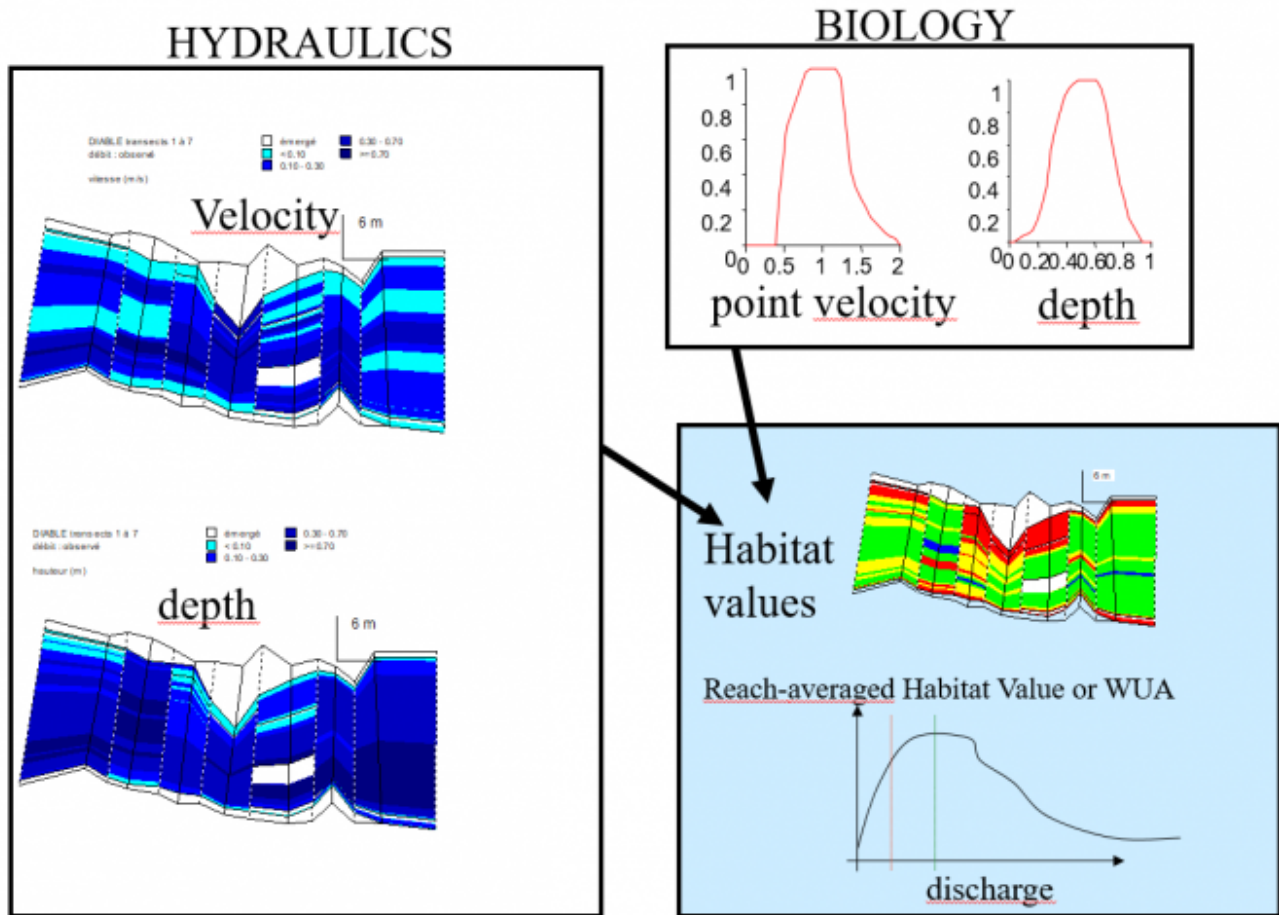 HYDRAULICS
DIABLE transects 1 à 7
débit : observé
vitesse (m/s)
émergé
< 0.10
0.10 - 0.30
0.30 - 0.70
>= 0.70
Velocity
6 m
DIABLE transects 1 à 7
débit : observé
hauteur (m)
émergé
< 0.10
0.10 - 0.30
0.30 - 0.70
>= 0.70
depth
6 m
BIOLOGY
1
0.8
0.6
0.4
0.2
0
0 0.5 1 1.5 2
point velocity
1
0.8
0.6
0.4
0.2
0
0 0.2 0.4 0.6 0.8 1
depth
6 m
Habitat
values
Reach-averaged Habitat Value or WUA
discharge